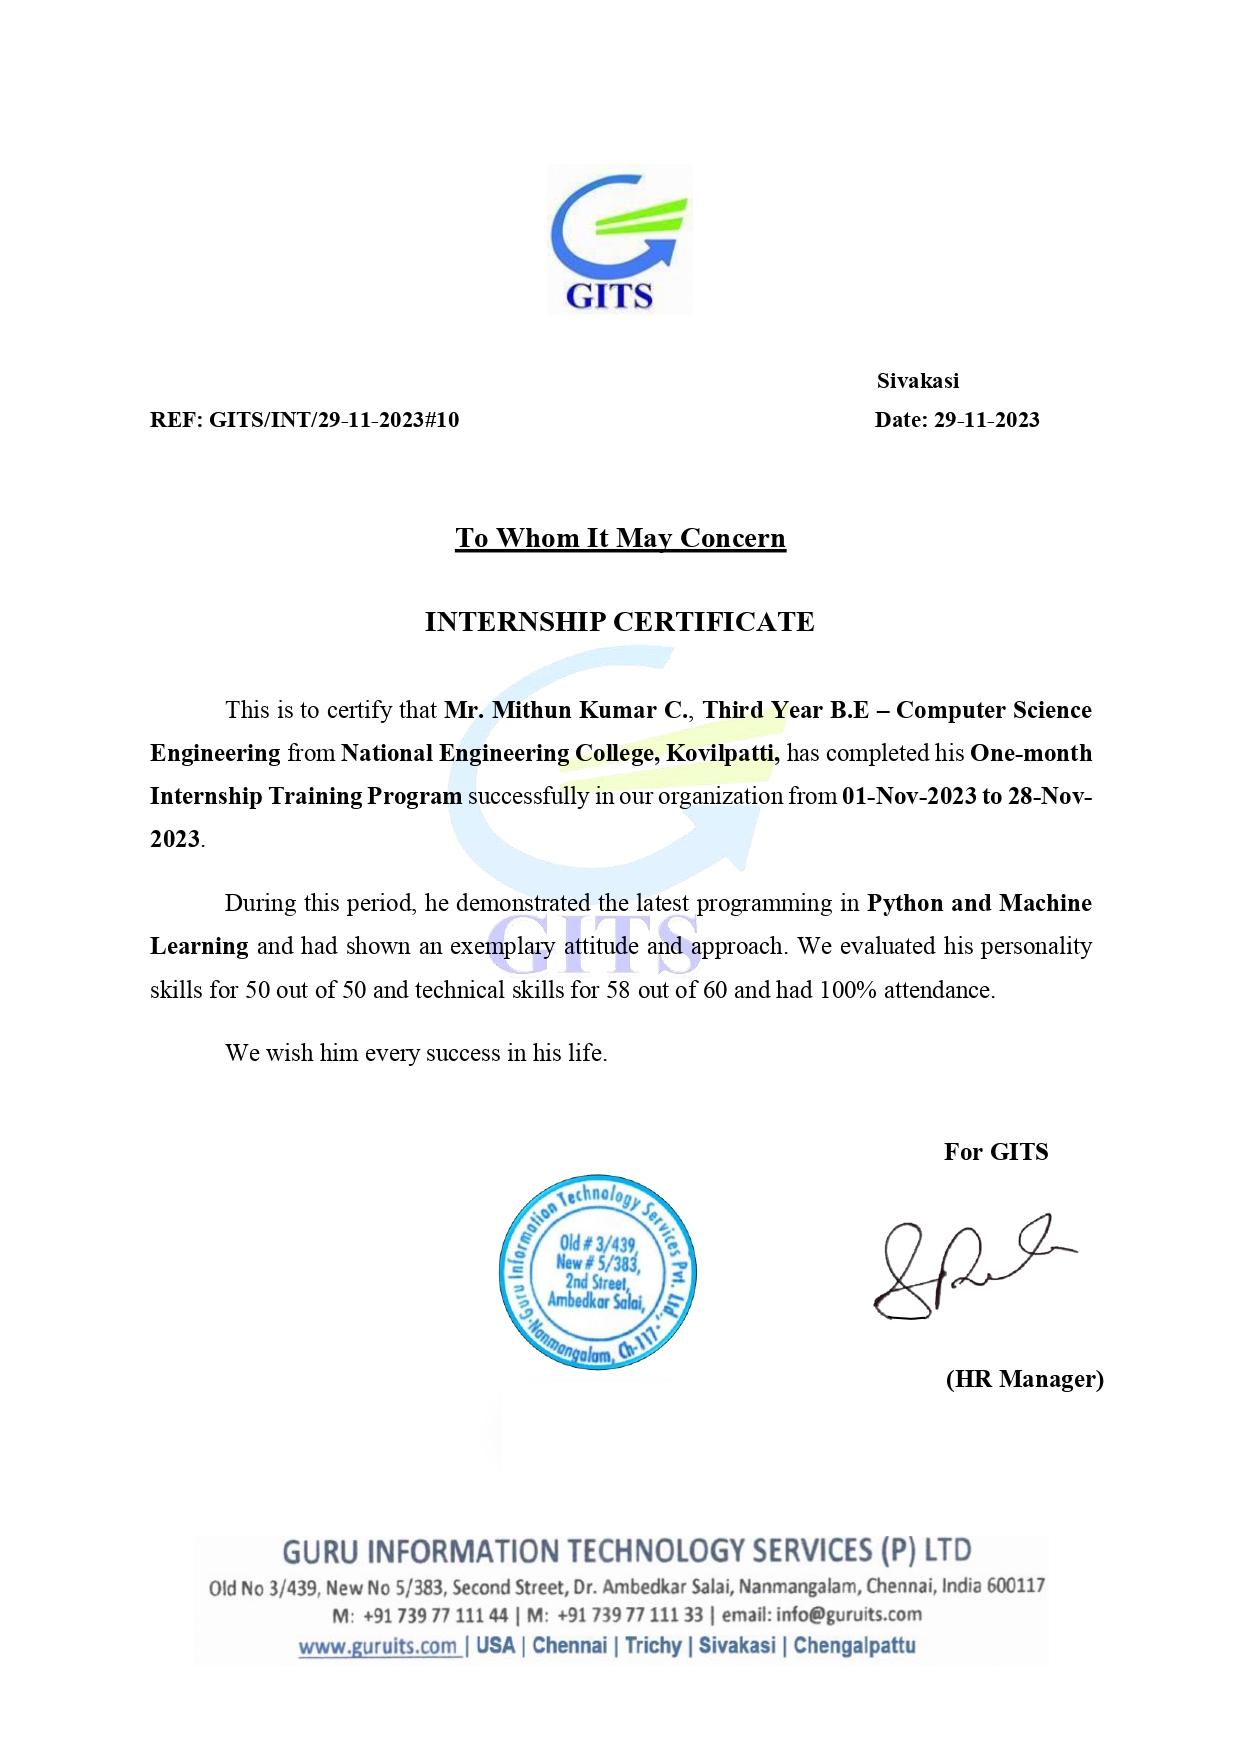 GITS
Sivakasi
REF: GITS/INT/29-11-2023#10 Date: 29-11-2023
To Whom It May Concern
INTERNSHIP CERTIFICATE
This is to certify that Mr. Mithun Kumar C., Third Year B.E – Computer Science
Engineering from National Engineering College, Kovilpatti, has completed his One-month
Internship Training Program successfully in our organization from 01-Nov-2023 to 28-Nov-
2023.
During this period, he demonstrated the latest programming in Python and Machine
Learning and had shown an exemplary attitude and approach. We evaluated his personality
skills for 50 out of 50 and technical skills for 58 out of 60 and had 100% attendance.
GITS
We wish him every success in his life.
For GITS
Guru Information Technology Services Pvt. Ltd.,
Old # 3/439,
New # 5/383,
2nd Street,
Ambedkar Salai,
Nanmangalam, Ch-117.
(HR Manager)
GURU INFORMATION TECHNOLOGY SERVICES (P) LTD
Old No 3/439, New No 5/383, Second Street, Dr. Ambedkar Salai, Nanmangalam, Chennai, India 600117
M: +91 739 77 111 44 | M: +91 739 77 111 33 | email: info@guruits.com
www.guruits.com | USA | Chennai | Trichy | Sivakasi | Chengalpattu